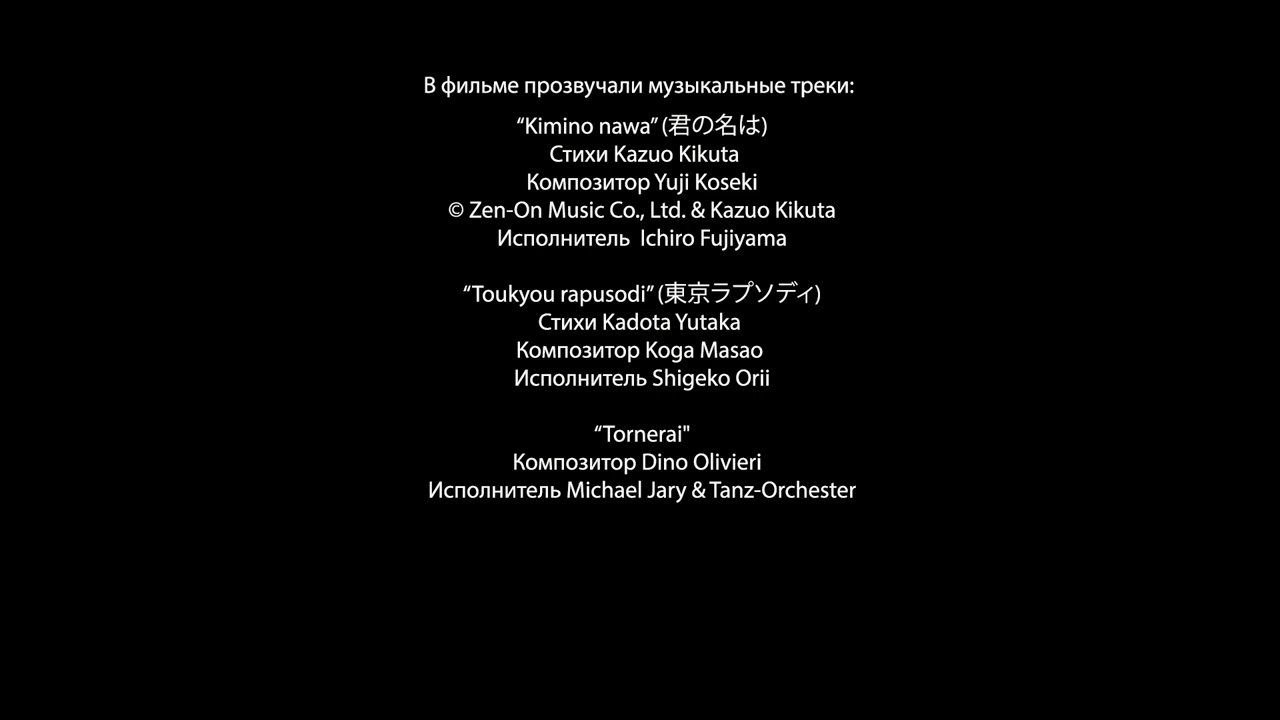 В фильме прозвучали музыкальные треки:
“Kimino nawa” (君の名は)
Стихи Kazuo Kikuta
Композитор Yuji Koseki
© Zen-On Music Co., Ltd. & Kazuo Kikuta
Исполнитель Ichiro Fujiyama
“Toukyou rapusodi” (東京ラプソディ)
Стихи Kadota Yutaka
Композитор Koga Masao
Исполнитель Shigeko Orii
“Tornerai"
Композитор Dino Olivieri
Исполнитель Michael Jary & Tanz-Orchester